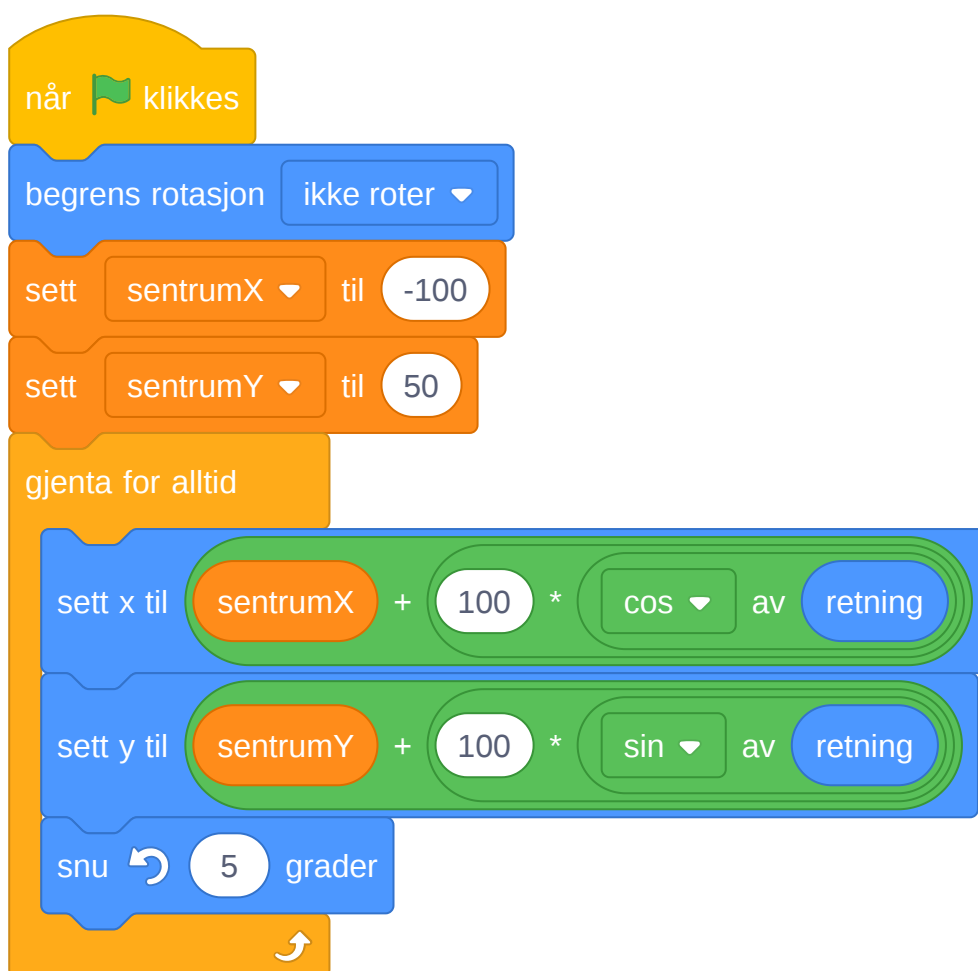 når klikkes
begrens rotasjon ikke roter
sett sentrumX til -100
sett sentrumY til 50
gjenta for alltid
sett x til sentrumX + 100 * cos av retning
sett y til sentrumY + 100 * sin av retning
snu 5 grader